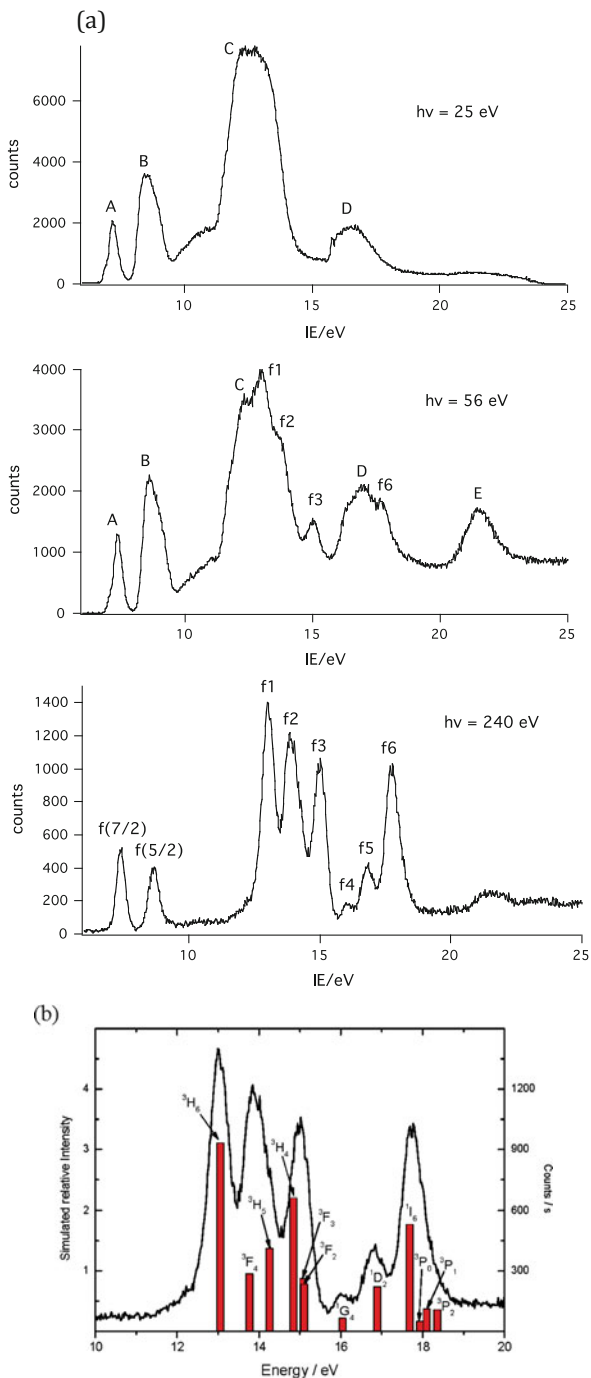 (a)
C
6000
hν = 25 eV
counts
4000
B
A
D
2000
0
10 15 20 25
IE/eV
4000
f1
C
hν = 56 eV
3000
f2
counts
B
2000
D
f6
f3
E
A
1000
0
10 15 20 25
IE/eV
1400
f1
hν = 240 eV
1200
f2
f3
f6
1000
counts
800
f(7/2)
600
f(5/2)
f5
400
f4
200
0
10 15 20 25
IE/eV
(b)
4
1200
³H₆
³H₄
3
900
Simulated relative Intensity
Counts / s
³H₅
³F₃
2
600
³F₂
¹I₆
³F₄
³P₀
³P₁
1
¹D₂
300
¹G₄
³P₂
10 12 14 16 18 20
Energy / eV